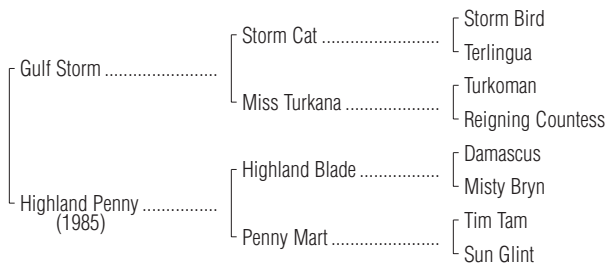 Storm Bird
Storm Cat ........................
Terlingua
Gulf Storm .......................
Turkoman
Miss Turkana ...................
Reigning Countess
Damascus
Highland Blade ................
Misty Bryn
Highland Penny ...............
(1985)
Tim Tam
Penny Mart ......................
Sun Glint